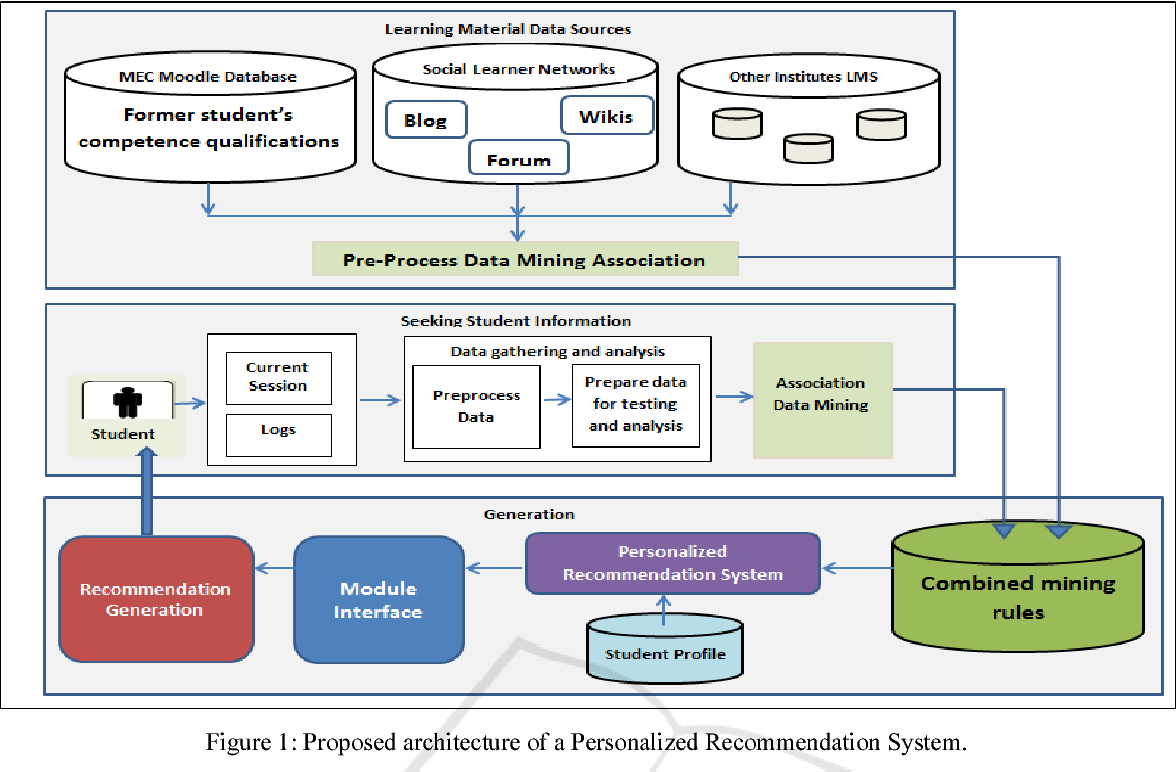 Learning Material Data Sources
MEC Moodle Database
Former student's
competence qualifications
Social Learner Networks
Blog
Wikis
Forum
Other Institutes LMS
Pre-Process Data Mining Association
Seeking Student Information
Student
Current
Session
Logs
Data gathering and analysis
Preprocess
Data
Prepare data
for testing
and analysis
Association
Data Mining
Generation
Recommendation
Generation
Module
Interface
Personalized
Recommendation System
Student Profile
Combined mining
rules
Figure 1: Proposed architecture of a Personalized Recommendation System.